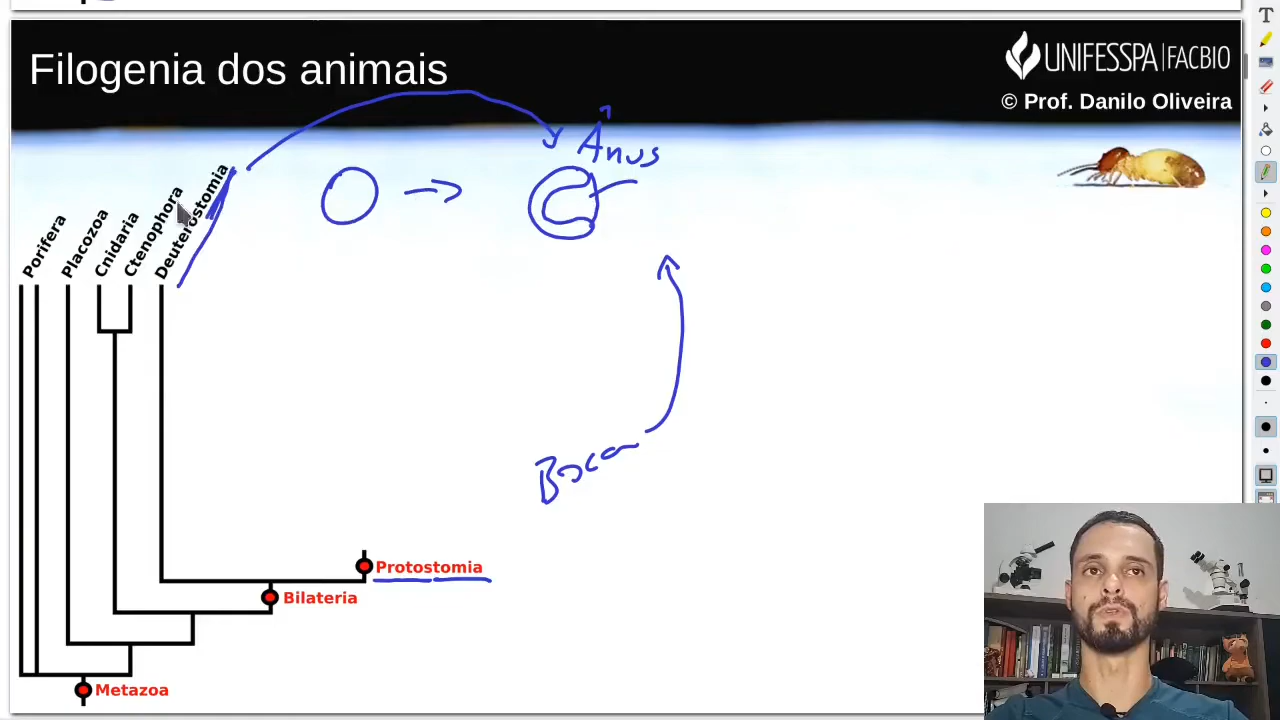 Filogenia dos animais
UNIFESSPA|FACBIO
© Prof. Danilo Oliveira
Ânus
Porifera
Placozoa
Cnidaria
Ctenophora
Deuterostomia
Boca
Protostomia
Bilateria
Metazoa
T